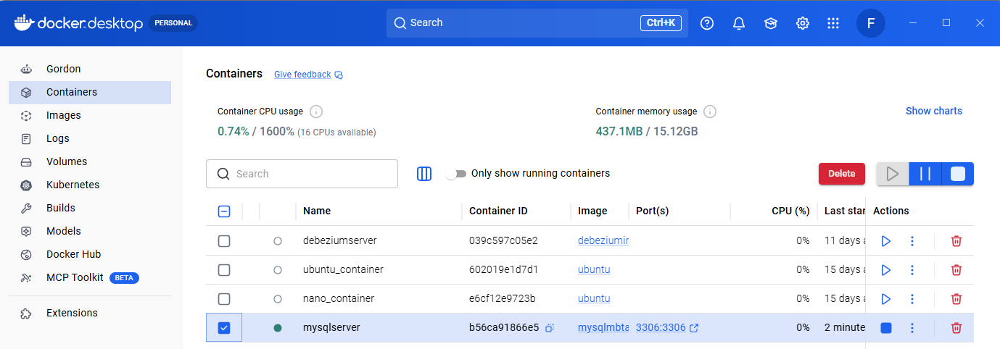 docker.desktop PERSONAL Search Ctrl+K F
Gordon
Containers
Images
Logs
Volumes
Kubernetes
Builds
Models
Docker Hub
MCP Toolkit BETA
Extensions
Containers Give feedback
Container CPU usage
0.74% / 1600% (16 CPUs available)
Container memory usage
437.1MB / 15.12GB
Show charts
Search Only show running containers Delete
Name Container ID Image Port(s) CPU (%) Last star Actions
debeziumserver 039c597c05e2 debeziumir 0% 11 days a
ubuntu_container 602019e1d7d1 ubuntu 0% 15 days a
nano_container e6cf12e9723b ubuntu 0% 15 days a
mysqlserver b56ca91866e5 mysqlmbta 3306:3306 0% 2 minute